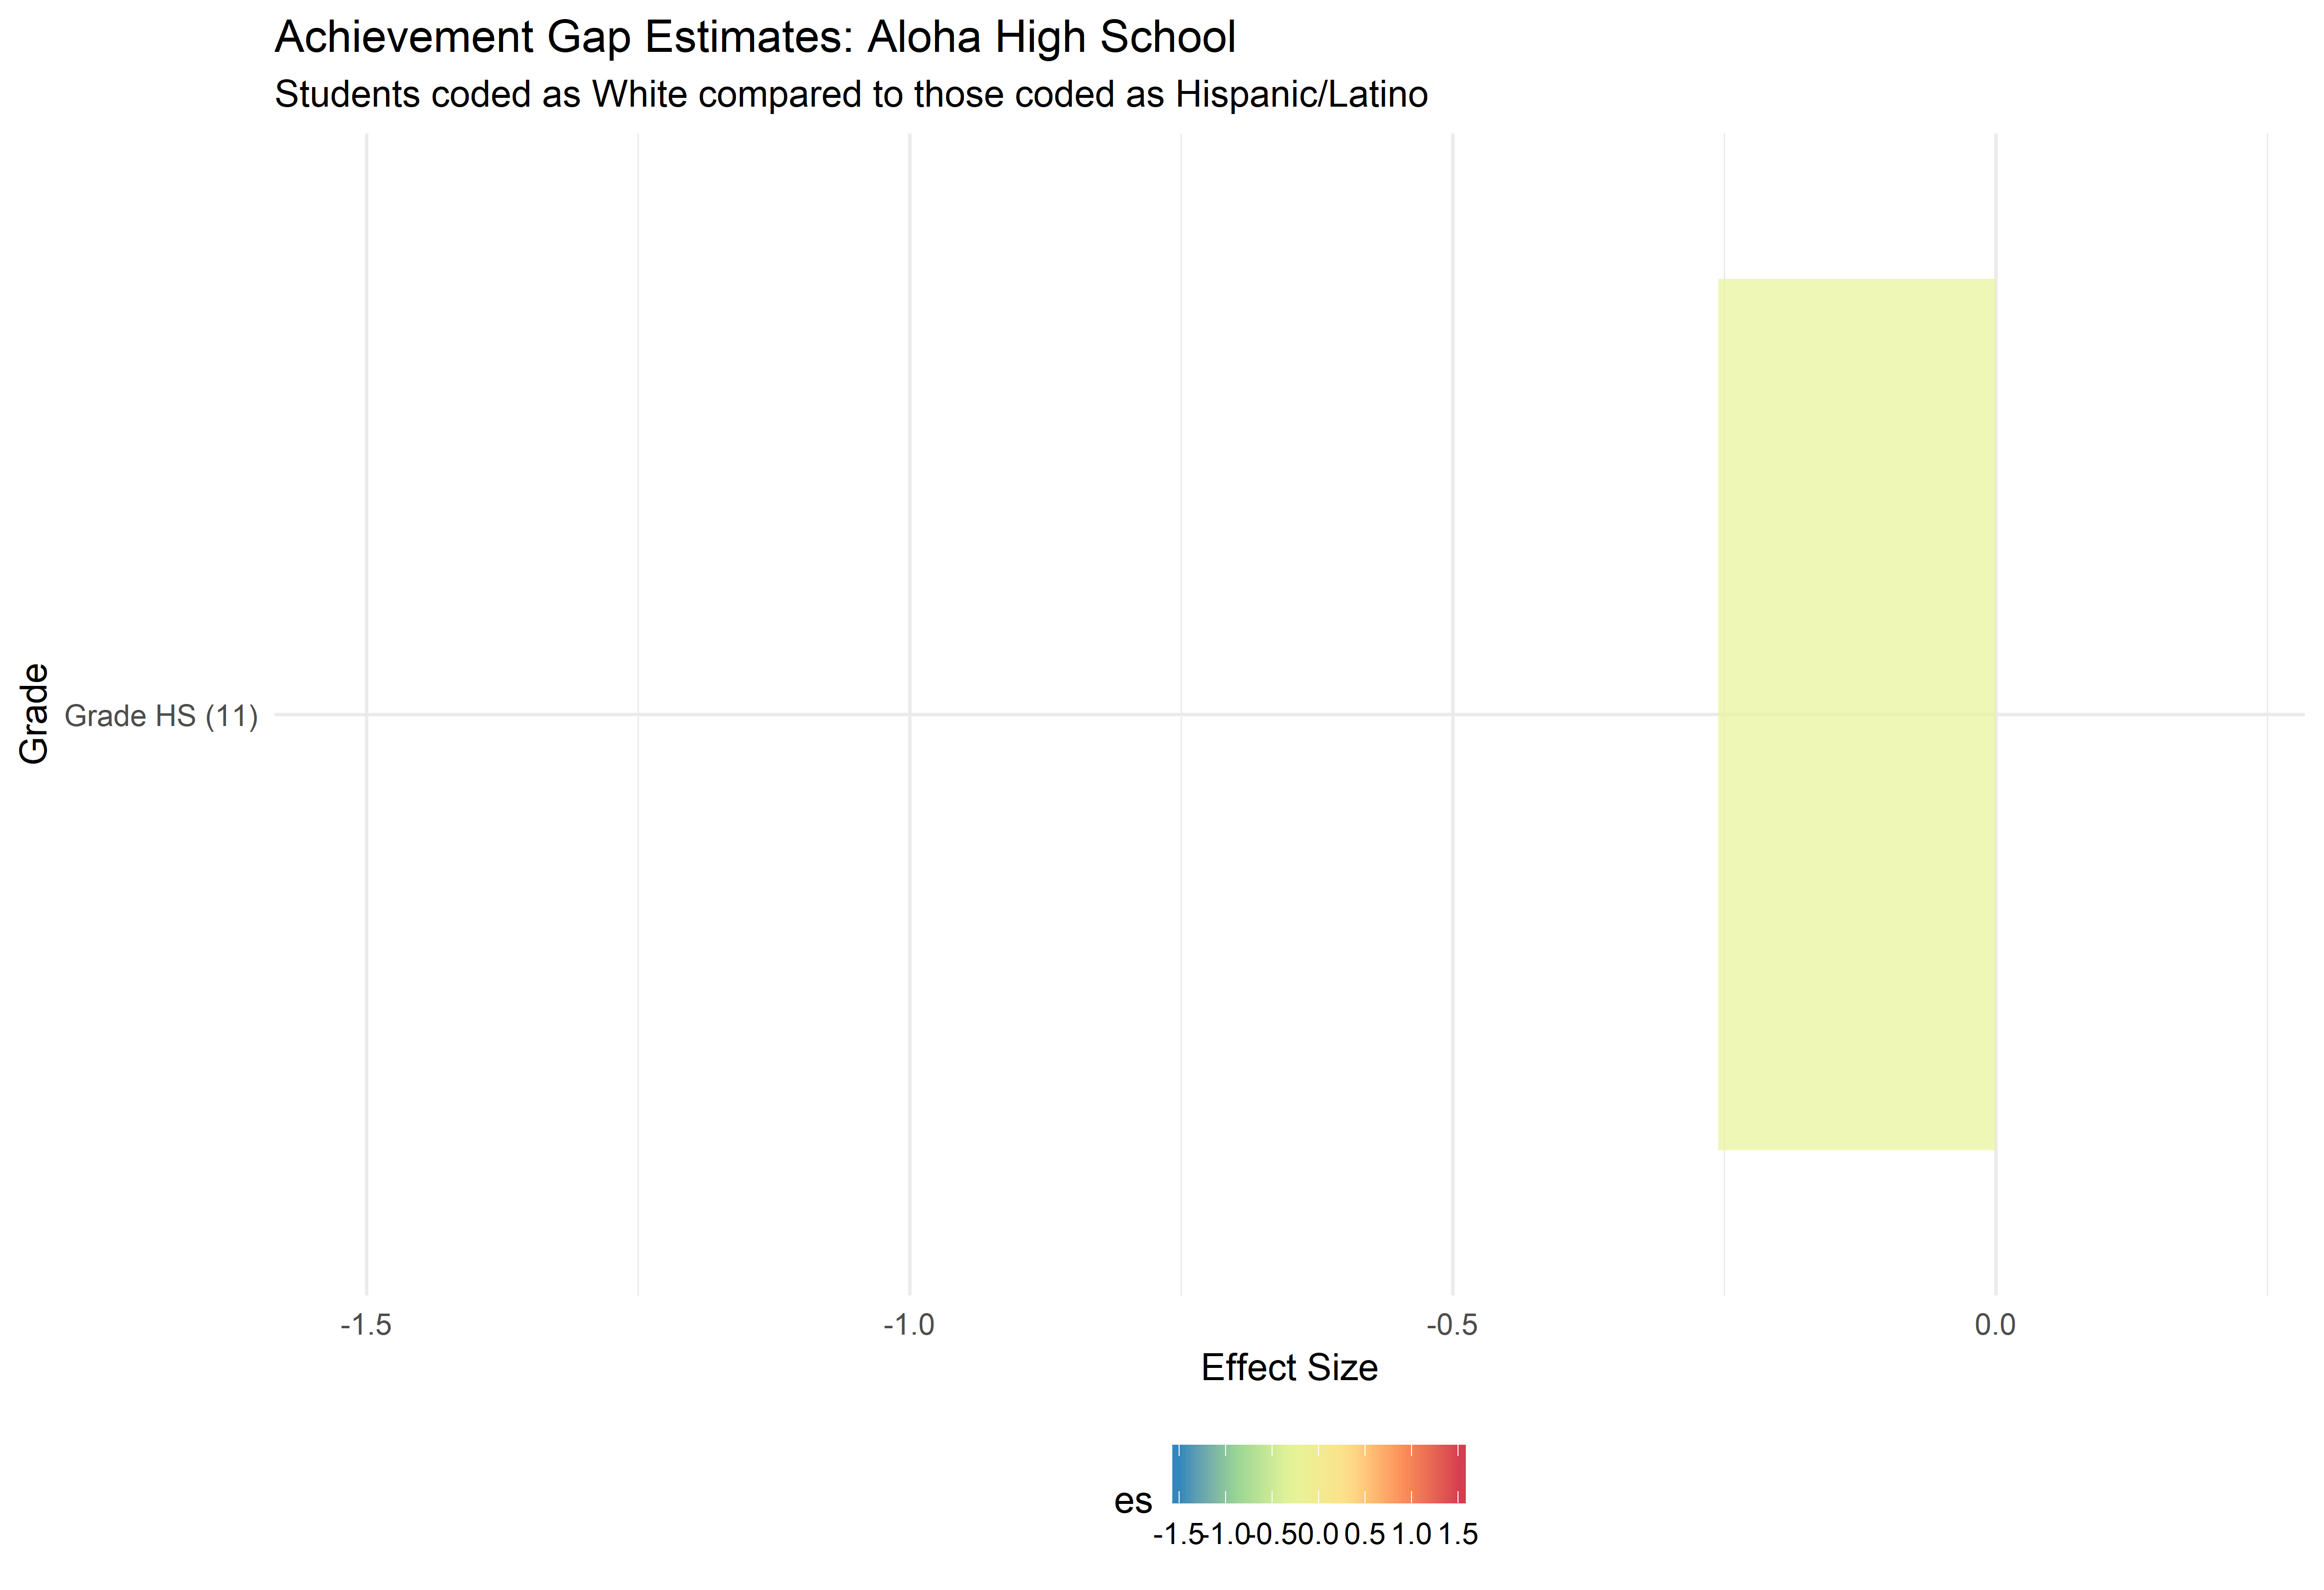 Achievement Gap Estimates: Aloha High School
Students coded as White compared to those coded as Hispanic/Latino
Grade
Grade HS (11)
-1.5 -1.0 -0.5 0.0
Effect Size
es
-1.5 -1.0 -0.5 0.0 0.5 1.0 1.5